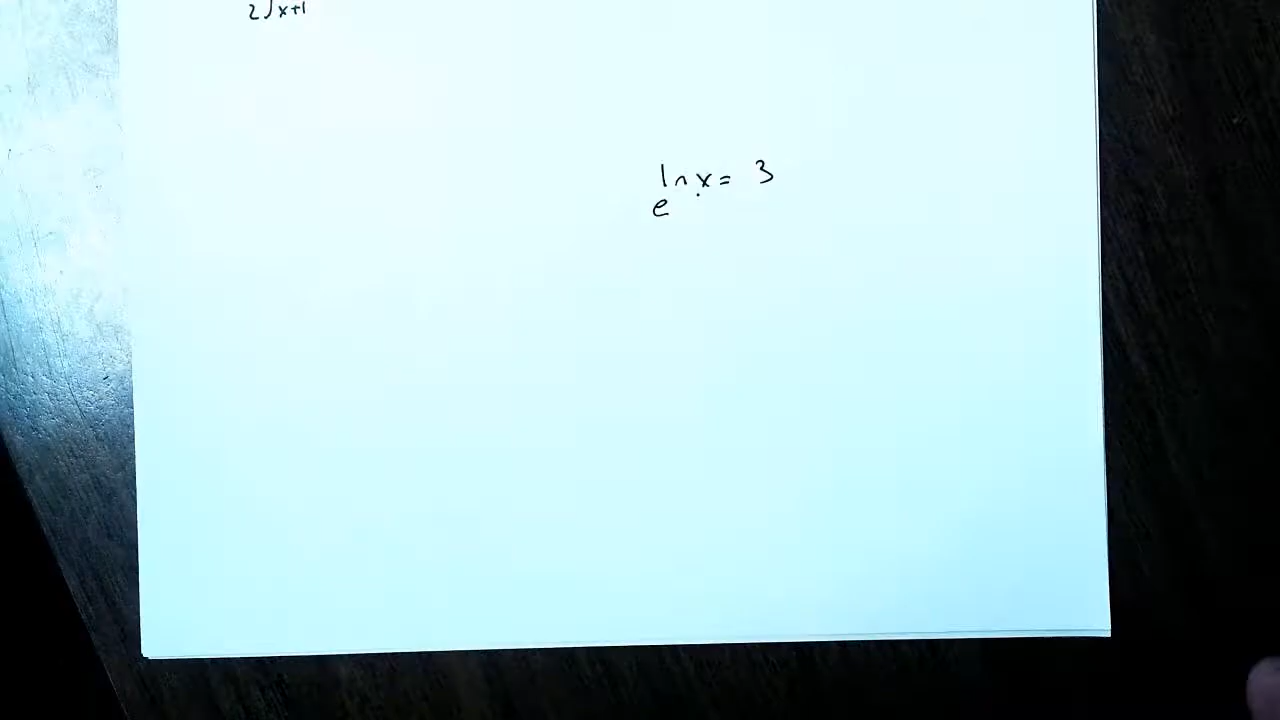 2√x+1
ln x = 3
e